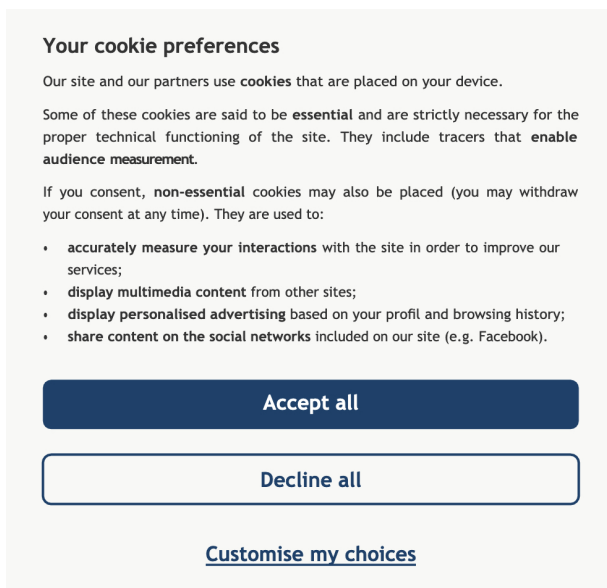 Your cookie preferences
Our site and our partners use cookies that are placed on your device.
Some of these cookies are said to be essential and are strictly necessary for the
proper technical functioning of the site. They include tracers that enable
audience measurement.
If you consent, non-essential cookies may also be placed (you may withdraw
your consent at any time). They are used to:
• accurately measure your interactions with the site in order to improve our
services;
• display multimedia content from other sites;
• display personalised advertising based on your profil and browsing history;
• share content on the social networks included on our site (e.g. Facebook).
Accept all
Decline all
Customise my choices